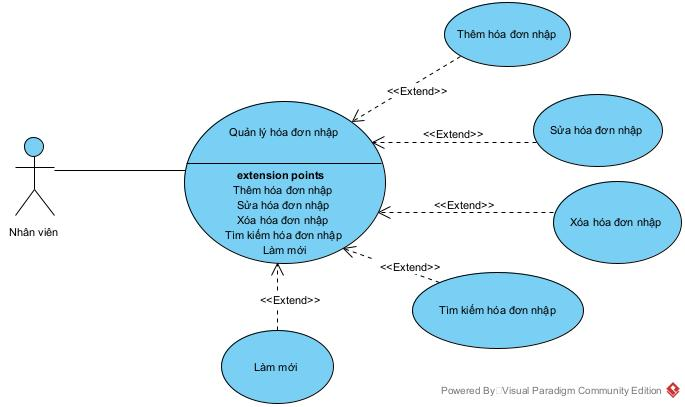 Thêm hóa đơn nhập
<<Extend>>
Quản lý hóa đơn nhập
<<Extend>>
Sửa hóa đơn nhập
extension points
Thêm hóa đơn nhập
Sửa hóa đơn nhập
Xóa hóa đơn nhập
Tìm kiếm hóa đơn nhập
Làm mới
<<Extend>>
Xóa hóa đơn nhập
Nhân viên
<<Extend>>
Tìm kiếm hóa đơn nhập
<<Extend>>
Làm mới
Powered By Visual Paradigm Community Edition